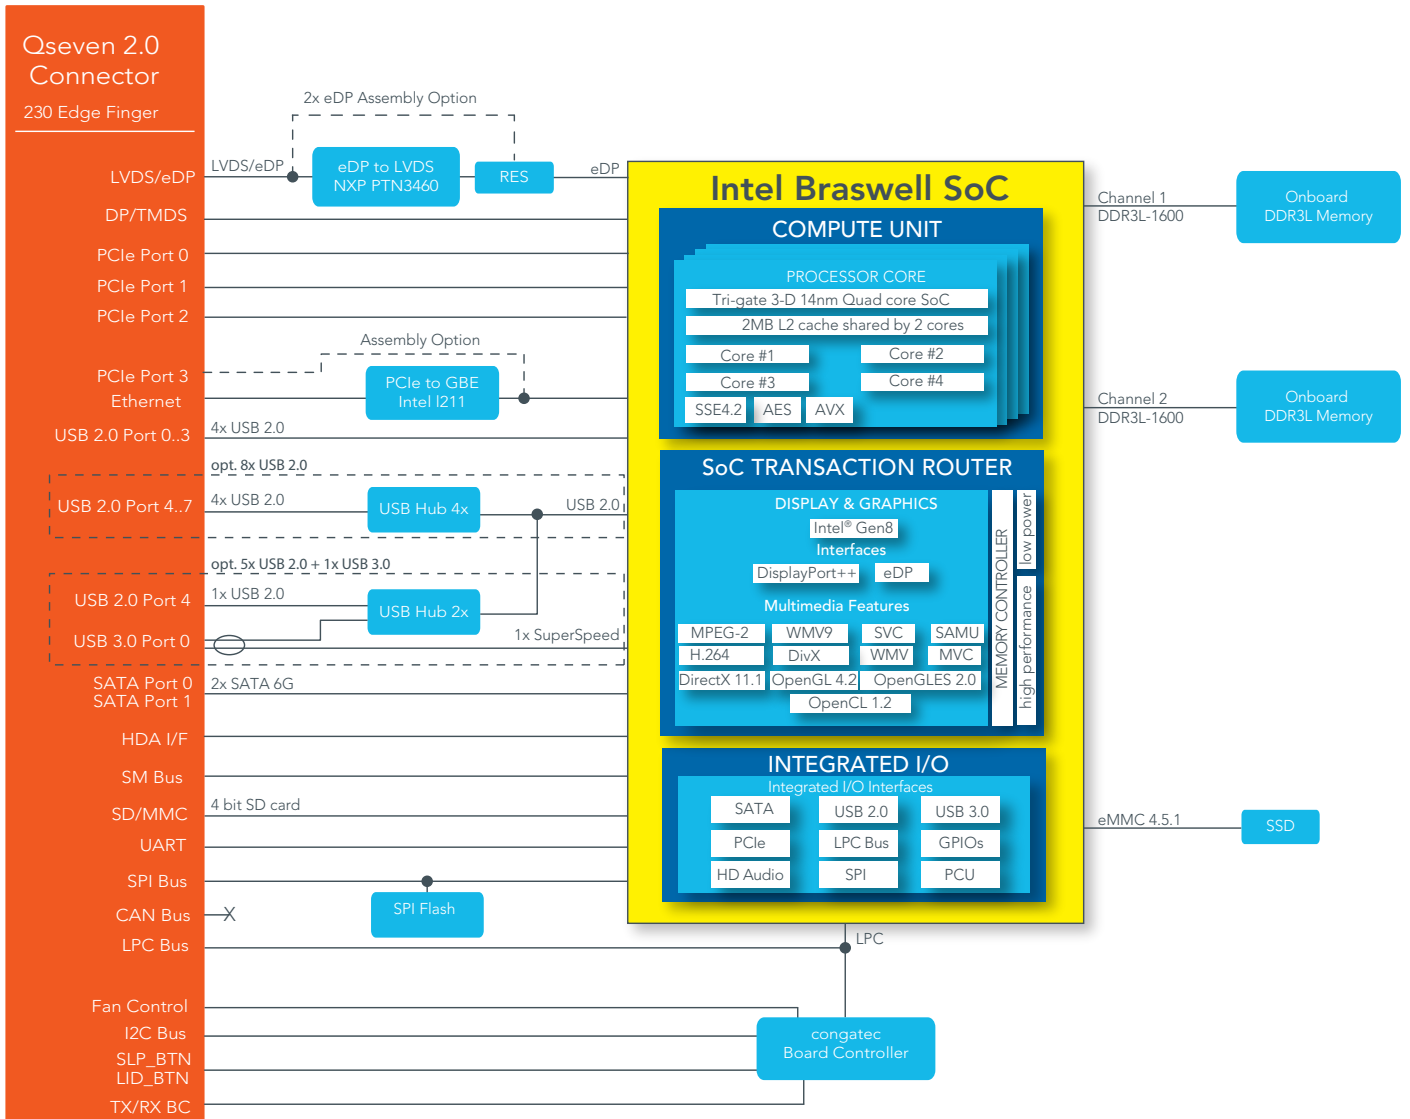 Qseven 2.0
Connector
230 Edge Finger
LVDS/eDP
DP/TMDS
PCIe Port 0
PCIe Port 1
PCIe Port 2
PCIe Port 3
Ethernet
USB 2.0 Port 0..3
USB 2.0 Port 4..7
USB 2.0 Port 4
USB 3.0 Port 0
SATA Port 0
SATA Port 1
HDA I/F
SM Bus
SD/MMC
UART
SPI Bus
CAN Bus
LPC Bus
Fan Control
I2C Bus
SLP_BTN
LID_BTN
TX/RX BC
2x eDP Assembly Option
LVDS/eDP
eDP to LVDS
NXP PTN3460
RES
eDP
Assembly Option
PCIe to GBE
Intel I211
4x USB 2.0
opt. 8x USB 2.0
4x USB 2.0
USB Hub 4x
USB 2.0
opt. 5x USB 2.0 + 1x USB 3.0
1x USB 2.0
USB Hub 2x
1x SuperSpeed
2x SATA 6G
4 bit SD card
SPI Flash
X
LPC
congatec
Board Controller
Intel Braswell SoC
COMPUTE UNIT
PROCESSOR CORE
Tri-gate 3-D 14nm Quad core SoC
2MB L2 cache shared by 2 cores
Core #1
Core #2
Core #3
Core #4
SSE4.2
AES
AVX
SoC TRANSACTION ROUTER
DISPLAY & GRAPHICS
Intel® Gen8
Interfaces
DisplayPort++
eDP
Multimedia Features
MPEG-2
WMV9
SVC
SAMU
H.264
DivX
WMV
MVC
DirectX 11.1
OpenGL 4.2
OpenGLES 2.0
OpenCL 1.2
MEMORY CONTROLLER
low power
high performance
INTEGRATED I/O
Integrated I/O Interfaces
SATA
USB 2.0
USB 3.0
PCIe
LPC Bus
GPIOs
HD Audio
SPI
PCU
Channel 1
DDR3L-1600
Onboard
DDR3L Memory
Channel 2
DDR3L-1600
Onboard
DDR3L Memory
eMMC 4.5.1
SSD